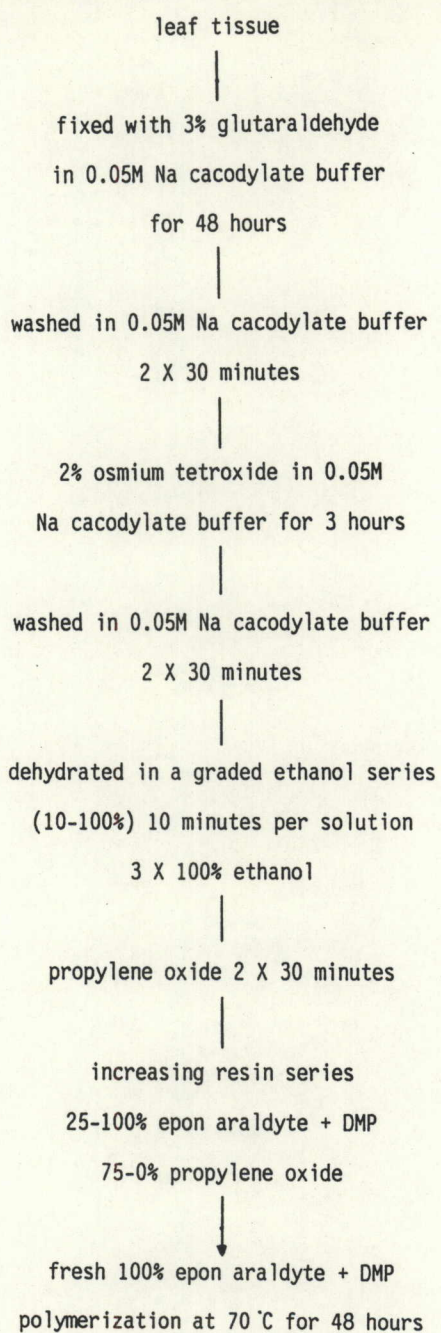 leaf tissue
fixed with 3% glutaraldehyde
in 0.05M Na cacodylate buffer
for 48 hours
washed in 0.05M Na cacodylate buffer
2 X 30 minutes
2% osmium tetroxide in 0.05M
Na cacodylate buffer for 3 hours
washed in 0.05M Na cacodylate buffer
2 X 30 minutes
dehydrated in a graded ethanol series
(10-100%) 10 minutes per solution
3 X 100% ethanol
propylene oxide 2 X 30 minutes
increasing resin series
25-100% epon araldyte + DMP
75-0% propylene oxide
fresh 100% epon araldyte + DMP
polymerization at 70 °C for 48 hours